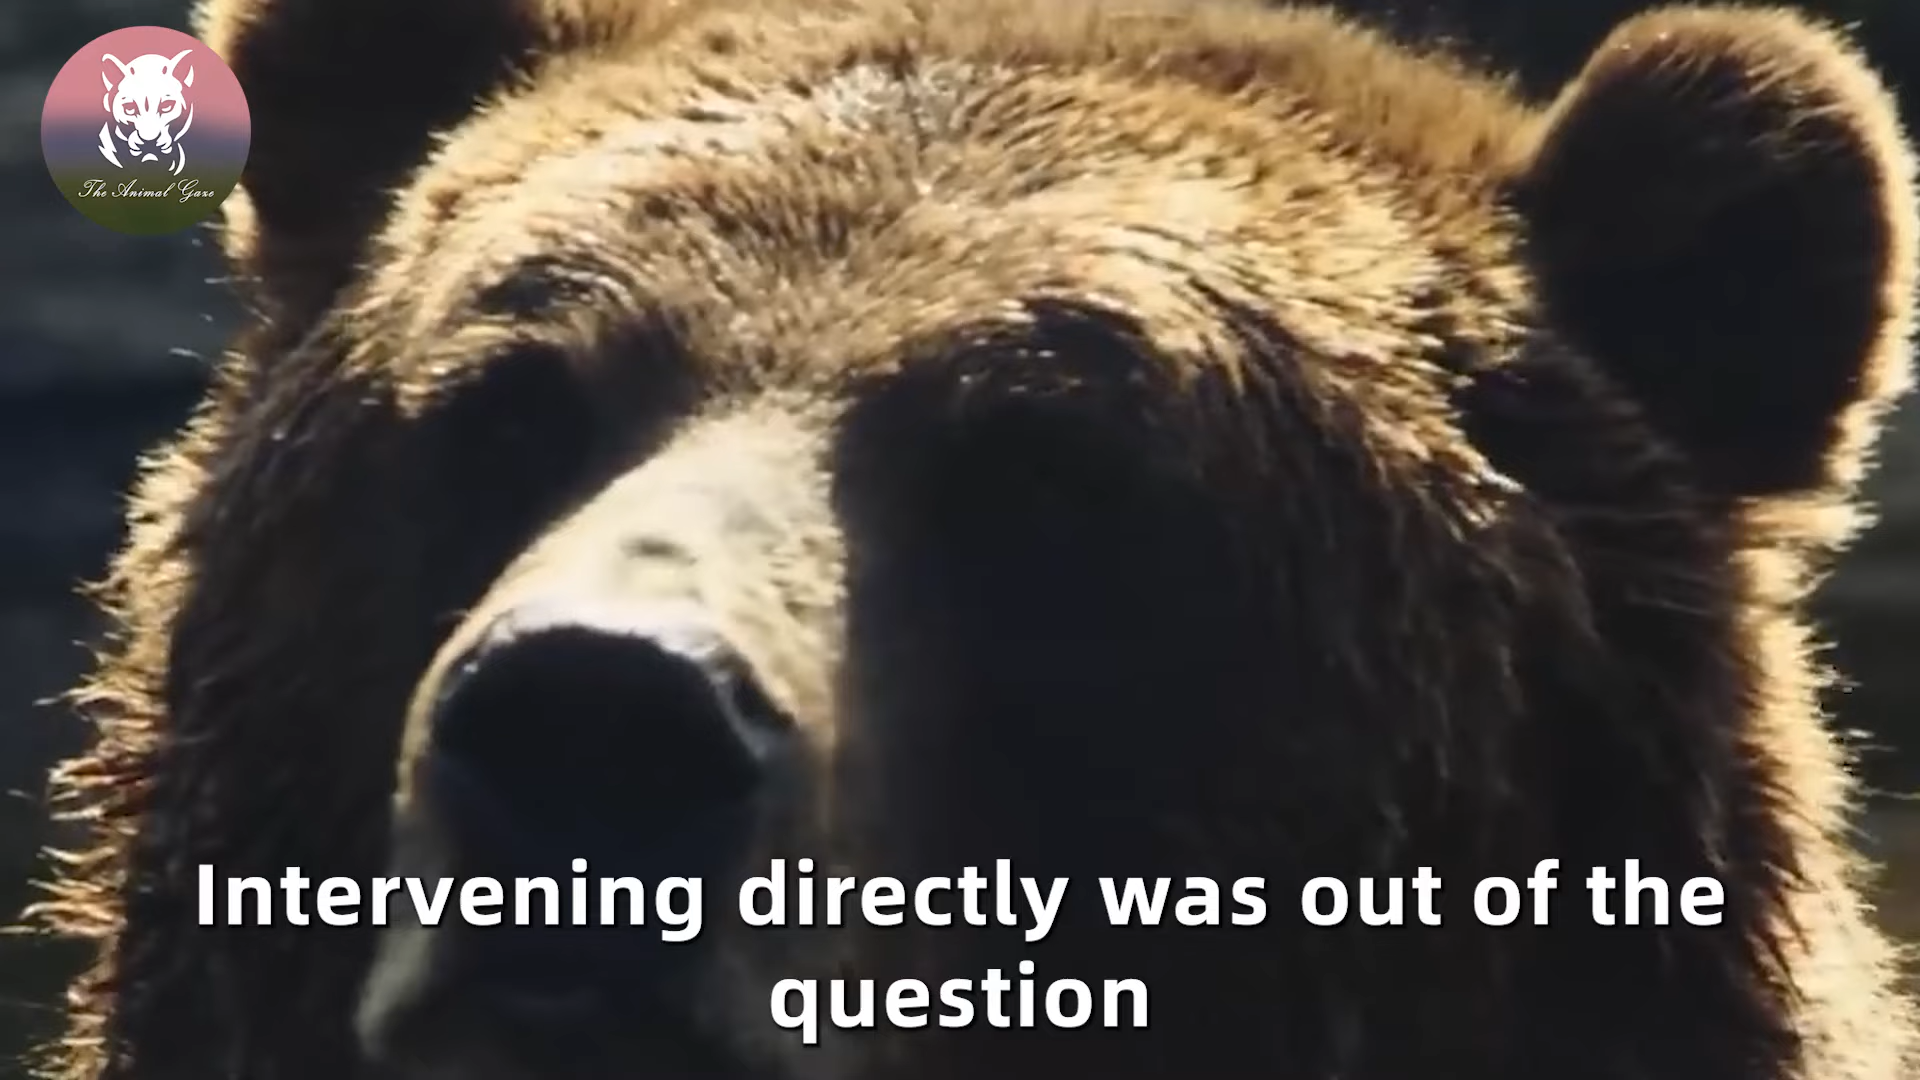 The Animal Gaze
Intervening directly was out of the
question